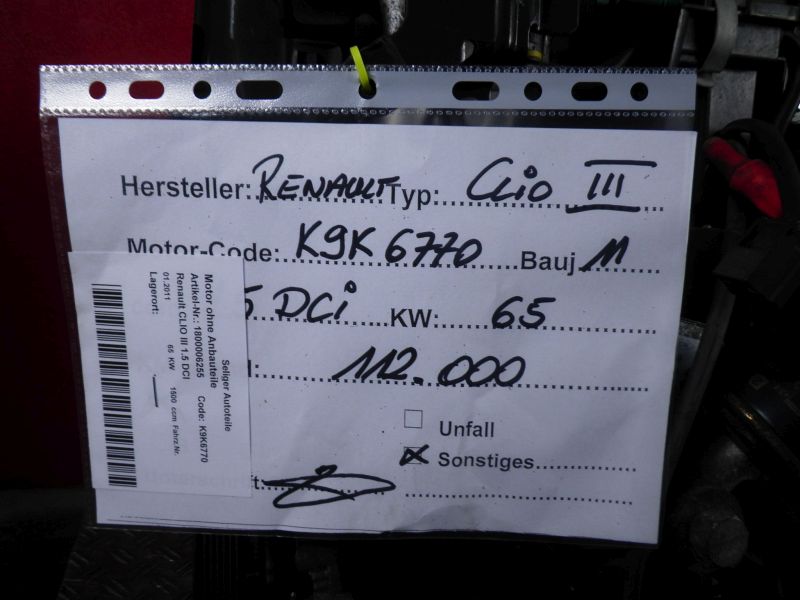 Hersteller: RENAULT Typ: Clio III
Motor-Code: K9K 6770 Bauj 11
5 DCi KW: 65
112.000
Unfall
Sonstiges
Seliger Autoteile
Motor ohne Anbauteile
Artikel-Nr.: 1800006255 Code: K9K6770
Renault CLIO III 1.5 DCI
01.2011 65 KW 1500 ccm Fahrz.Nr.
Lagerort: